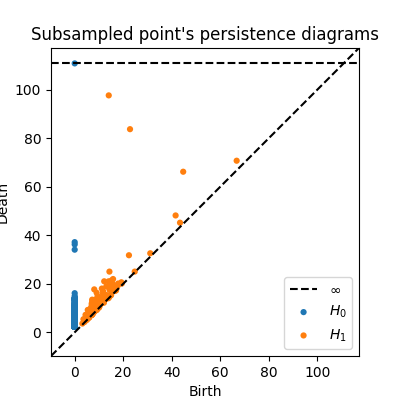 Subsampled point's persistence diagrams
100
80
60
40
20
0
Death
0 20 40 60 80 100
Birth
∞
H₀
H₁